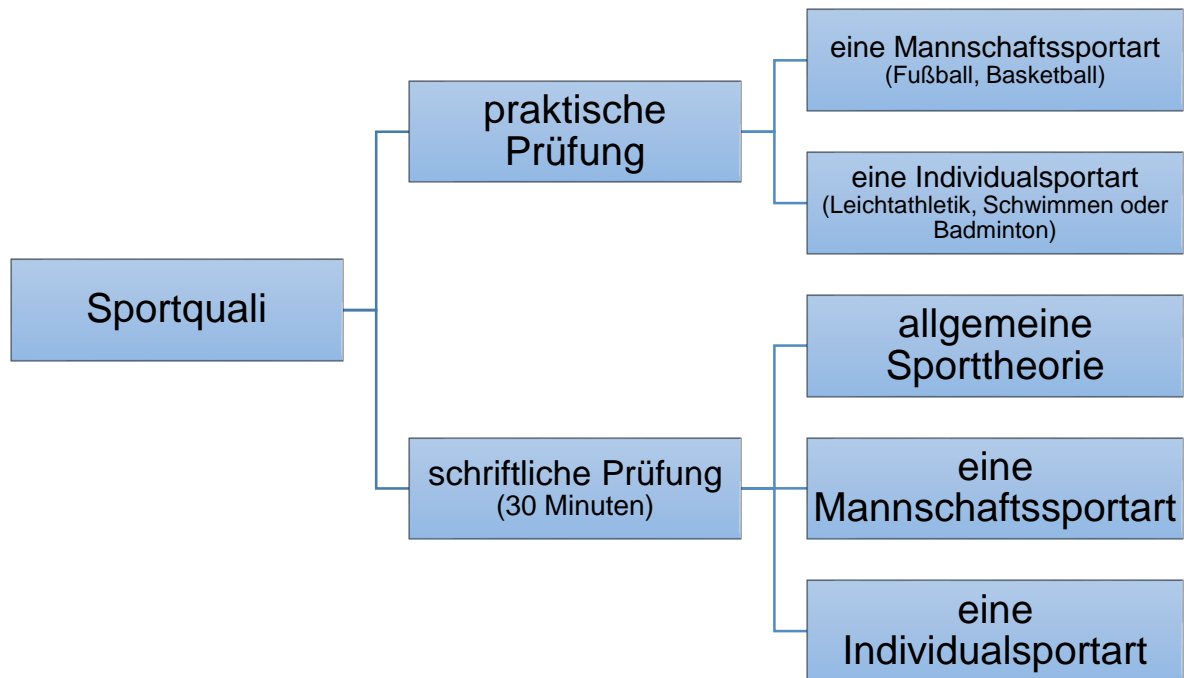 Sportquali
praktische
Prüfung
eine Mannschaftssportart
(Fußball, Basketball)
eine Individualsportart
(Leichtathletik, Schwimmen oder
Badminton)
schriftliche Prüfung
(30 Minuten)
allgemeine
Sporttheorie
eine
Mannschaftssportart
eine
Individualsportart